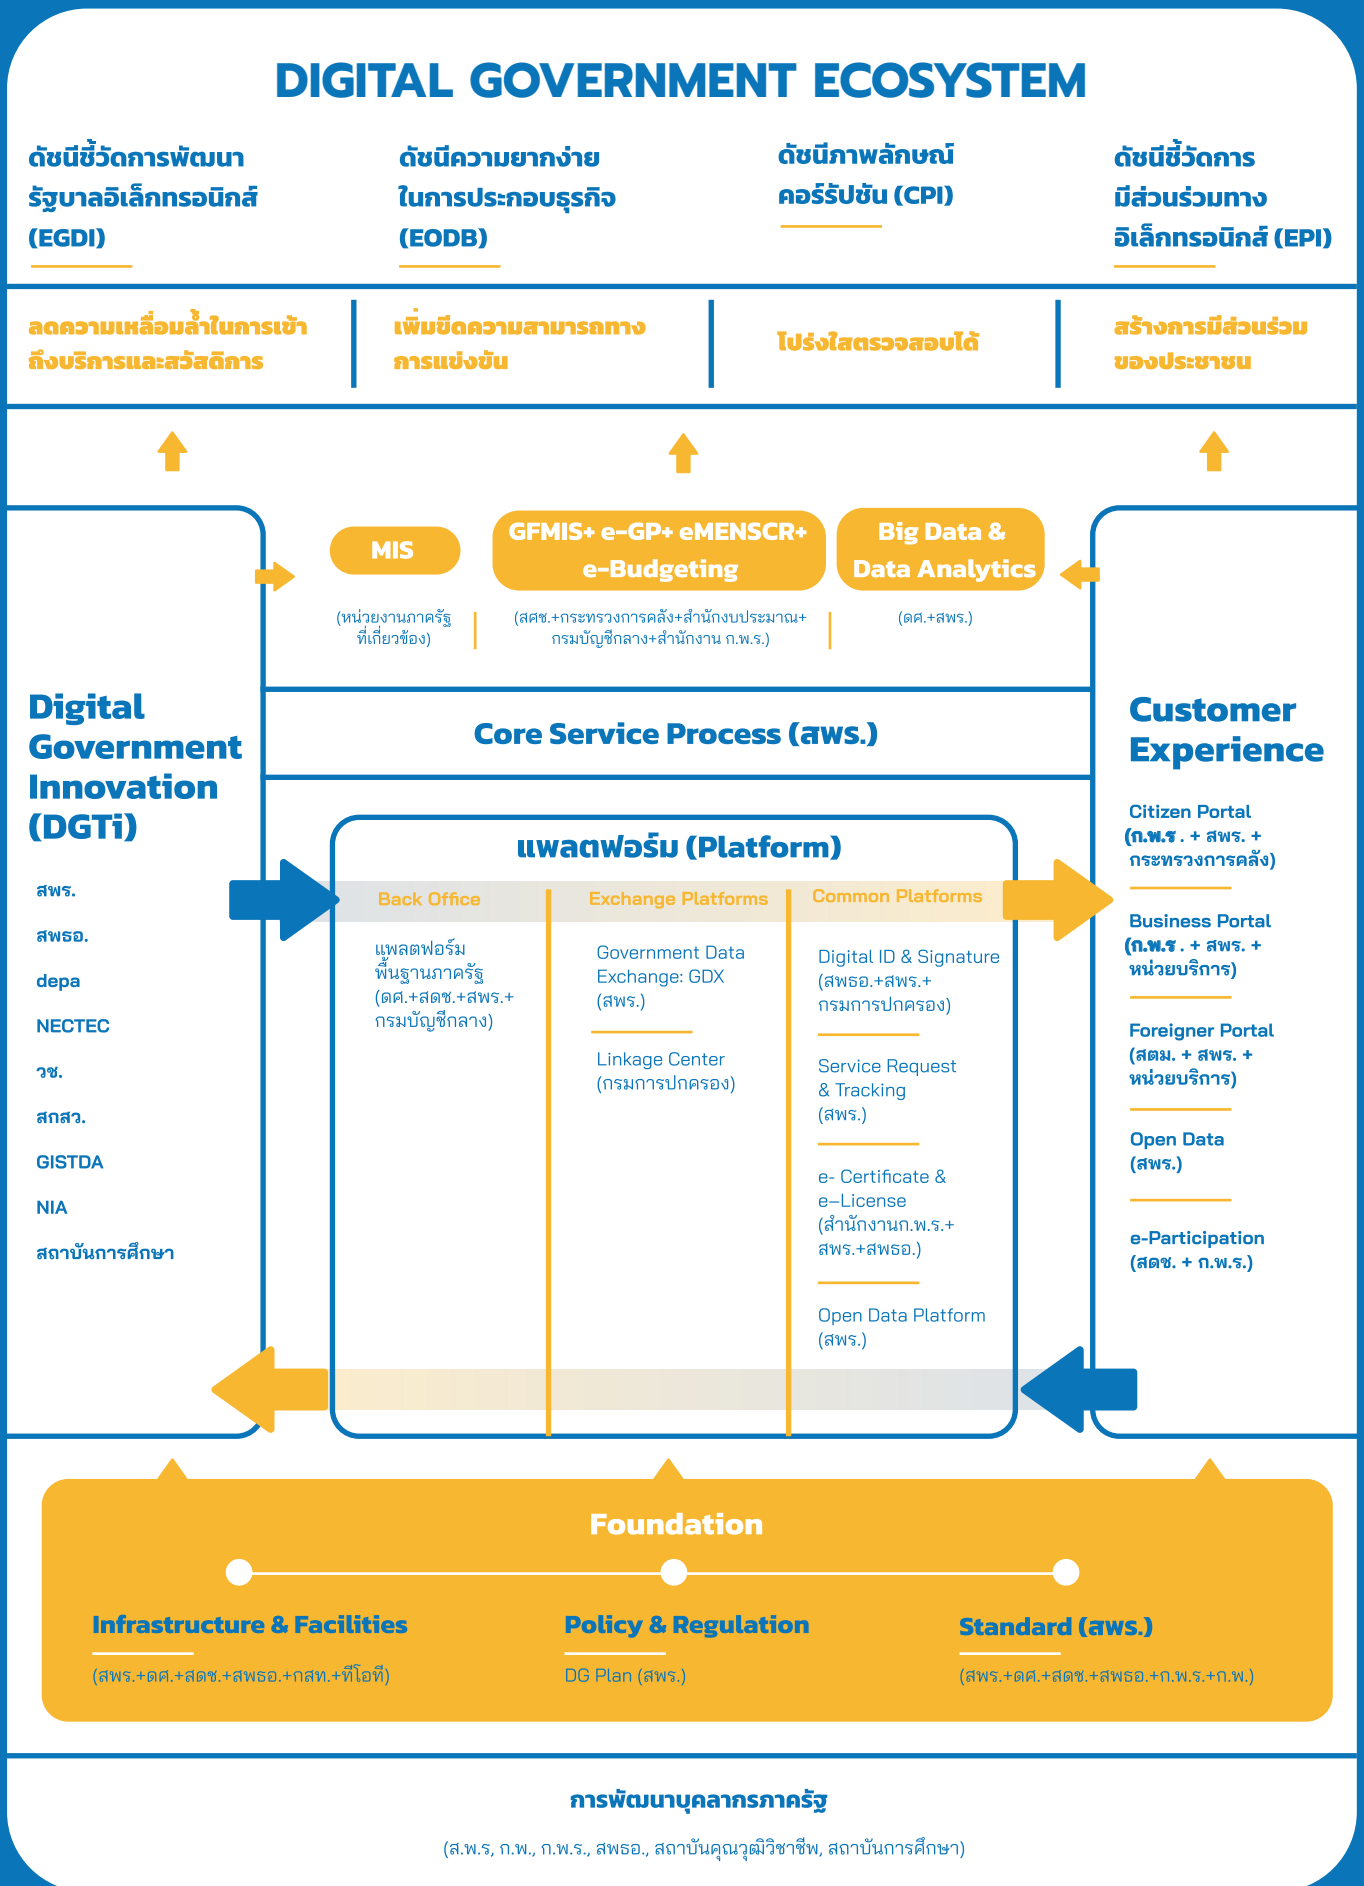 DIGITAL GOVERNMENT ECOSYSTEM
ดัชนีชี้วัดการพัฒนา
รัฐบาลอิเล็กทรอนิกส์
(EGDI)
ดัชนีความยากง่าย
ในการประกอบธุรกิจ
(EODB)
ดัชนีภาพลักษณ์
คอร์รัปชัน (CPI)
ดัชนีชี้วัดการ
มีส่วนร่วมทาง
อิเล็กทรอนิกส์ (EPI)
ลดความเหลื่อมล้ำในการเข้า
ถึงบริการและสวัสดิการ
เพิ่มขีดความสามารถทาง
การแข่งขัน
โปร่งใสตรวจสอบได้
สร้างการมีส่วนร่วม
ของประชาชน
MIS
(หน่วยงานภาครัฐ
ที่เกี่ยวข้อง)
GFMIS+ e-GP+ eMENSCR+
e-Budgeting
(สศช.+กระทรวงการคลัง+สำนักงบประมาณ+
กรมบัญชีกลาง+สำนักงาน ก.พ.ร.)
Big Data &
Data Analytics
(ดศ.+สพร.)
Digital
Government
Innovation
(DGTi)
สพร.
สพธอ.
depa
NECTEC
วช.
สกสว.
GISTDA
NIA
สถาบันการศึกษา
Core Service Process (สพร.)
แพลตฟอร์ม (Platform)
Back Office
แพลตฟอร์ม
พื้นฐานภาครัฐ
(ดศ.+สดช.+สพร.+
กรมบัญชีกลาง)
Exchange Platforms
Government Data
Exchange: GDX
(สพร.)
Linkage Center
(กรมการปกครอง)
Common Platforms
Digital ID & Signature
(สพธอ.+สพร.+
กรมการปกครอง)
Service Request
& Tracking
(สพร.)
e- Certificate &
e–License
(สำนักงานก.พ.ร.+
สพร.+สพธอ.)
Open Data Platform
(สพร.)
Customer
Experience
Citizen Portal
(ก.พ.ร . + สพร. +
กระทรวงการคลัง)
Business Portal
(ก.พ.ร . + สพร. +
หน่วยบริการ)
Foreigner Portal
(สตม. + สพร. +
หน่วยบริการ)
Open Data
(สพร.)
e-Participation
(สดช. + ก.พ.ร.)
Foundation
Infrastructure & Facilities
(สพร.+ดศ.+สดช.+สพธอ.+กสท.+ทีโอที)
Policy & Regulation
DG Plan (สพร.)
Standard (สพร.)
(สพร.+ดศ.+สดช.+สพธอ.+ก.พ.ร.+ก.พ.)
การพัฒนาบุคลากรภาครัฐ
(ส.พ.ร, ก.พ., ก.พ.ร., สพธอ., สถาบันคุณวุฒิวิชาชีพ, สถาบันการศึกษา)